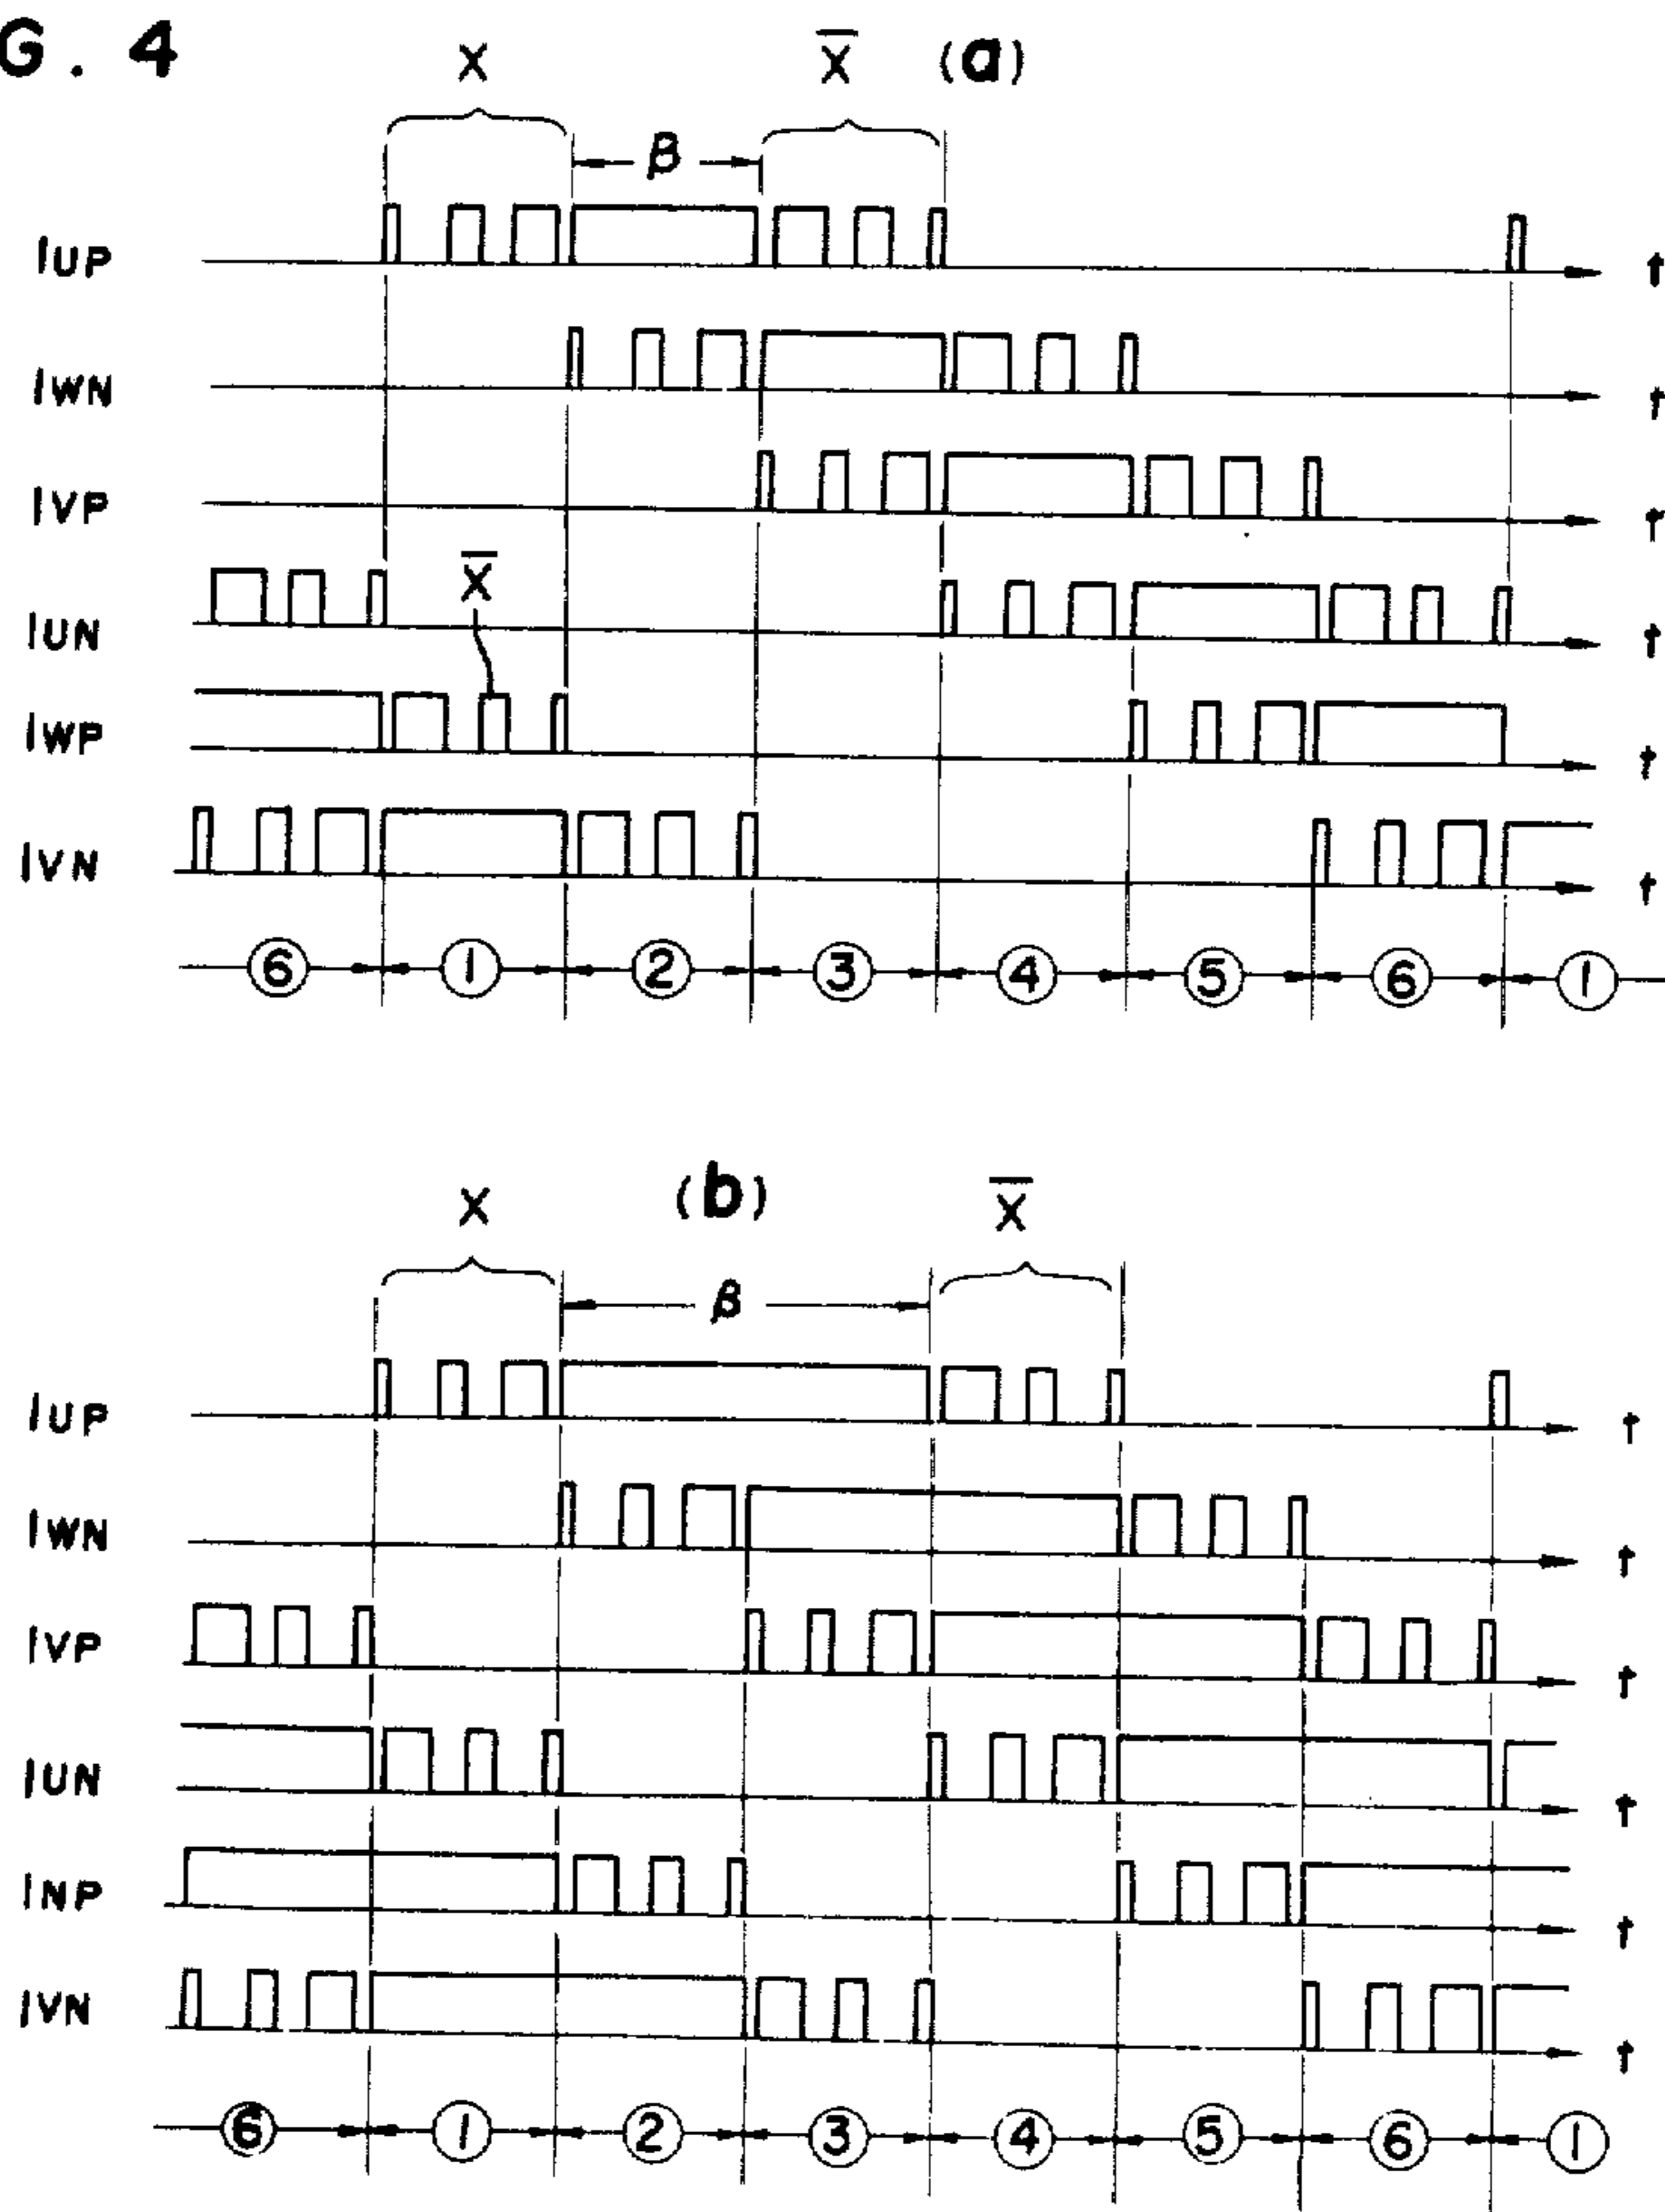 G. 4
X X̅ (a)
β
IUP t
IWN t
IVP t
X̅
IUN t
IWP t
IVN t
⑥ ① ② ③ ④ ⑤ ⑥ ①
X (b) X̅
β
IUP t
IWN t
IVP t
IUN t
INP t
IVN t
⑥ ① ② ③ ④ ⑤ ⑥ ①